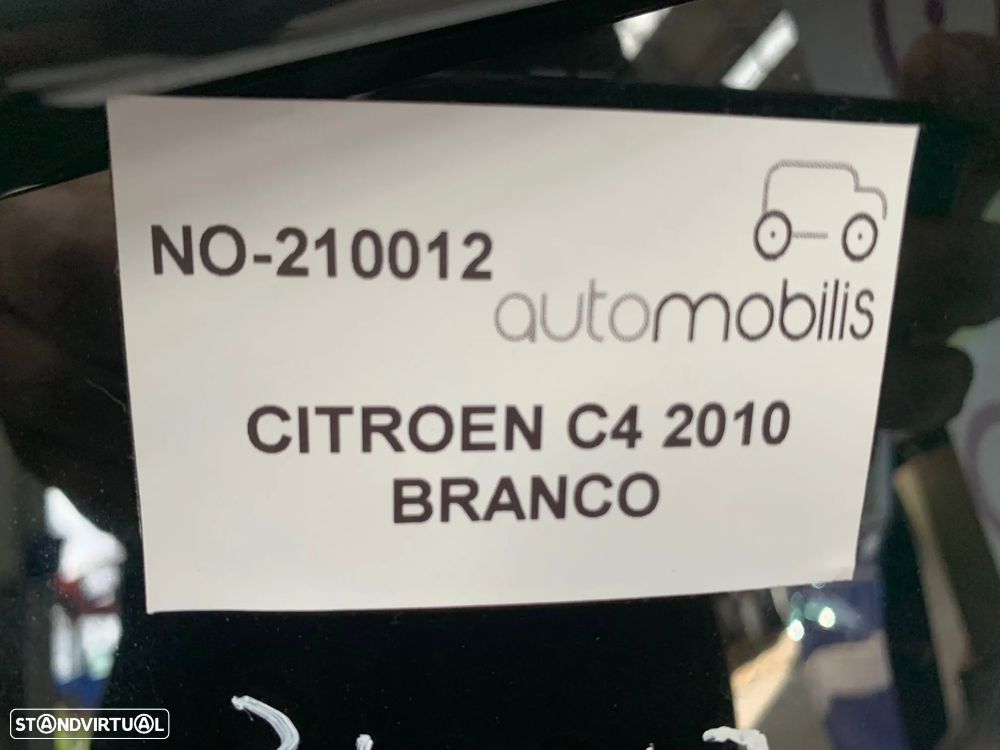 NO-210012
automobilis
CITROEN C4 2010
BRANCO
STANDVIRTUAL